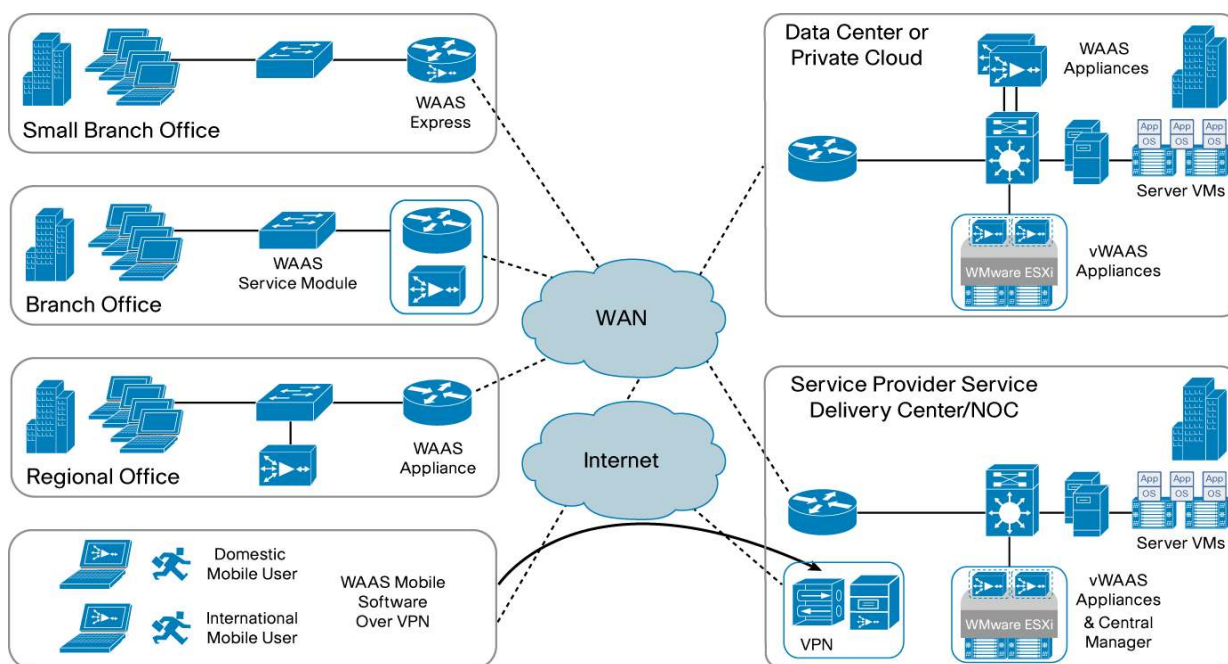 WAAS
Express
Small Branch Office
WAAS
Service Module
Branch Office
WAAS
Appliance
Regional Office
Domestic
Mobile User
International
Mobile User
WAAS Mobile
Software
Over VPN
WAN
Internet
Data Center or
Private Cloud
WAAS
Appliances
App App App
OS OS OS
Server VMs
WMware ESXi
vWAAS
Appliances
Service Provider Service
Delivery Center/NOC
App App App
OS OS OS
Server VMs
VPN
WMware ESXi
vWAAS
Appliances
& Central
Manager